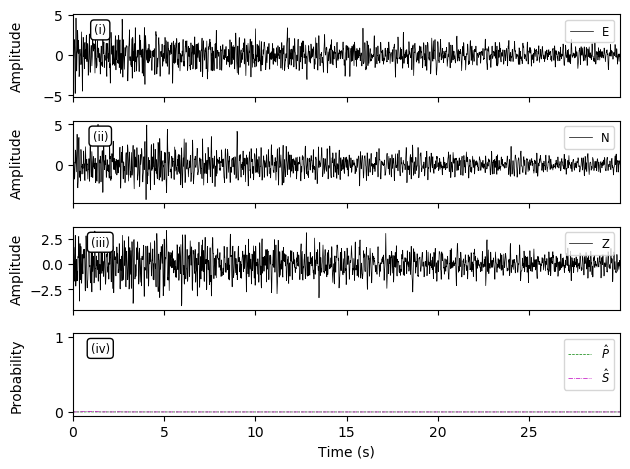 5
0
−5
Amplitude
(i)
E
5
0
Amplitude
(ii)
N
2.5
0.0
−2.5
Amplitude
(iii)
Z
1
0
Probability
(iv)
P̂
Ŝ
0 5 10 15 20 25
Time (s)